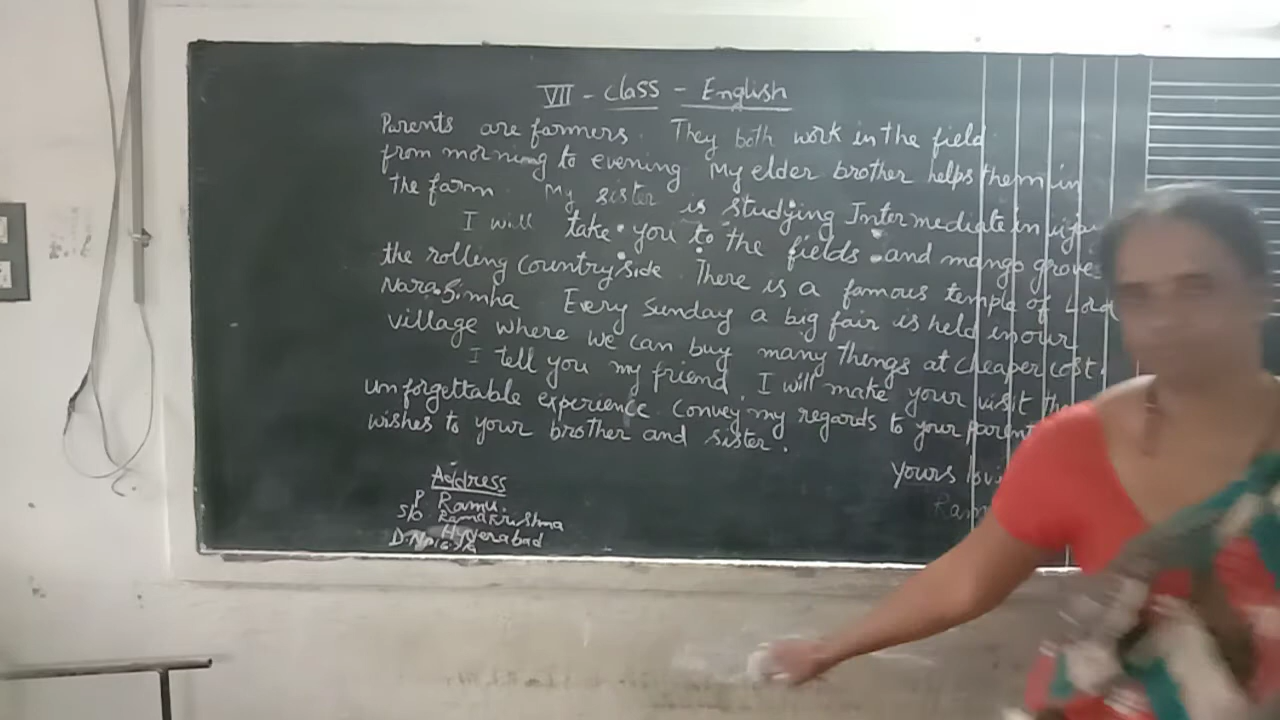 VII - class - English
Parents are farmers. They both work in the field
from morning to evening My elder brother helps them in
the farm. My sister is studying Intermediate in
I will take you to the fields and mango groves
the rolling country side. There is a famous temple of Lord
Narasimha Every Sunday a big fair is held in our
village where we can buy many things at cheaper cost.
I tell you my friend. I will make your visit
unforgettable experience. Convey my regards to your
wishes to your brother and sister.
Yours
Address
P Ramu.
S/o Ramakrishna
Hyderabad